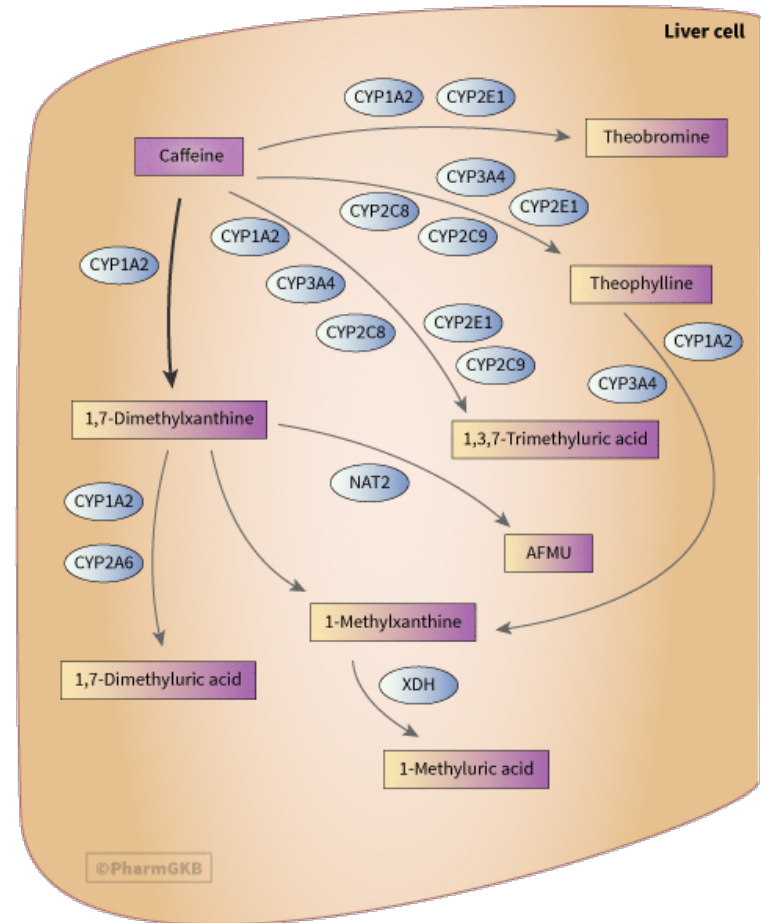 Liver cell
CYP1A2
CYP2E1
Caffeine
Theobromine
CYP3A4
CYP2E1
CYP2C8
CYP2C9
CYP1A2
CYP1A2
CYP3A4
CYP2C8
CYP2E1
CYP2C9
Theophylline
CYP1A2
CYP3A4
1,7-Dimethylxanthine
1,3,7-Trimethyluric acid
NAT2
CYP1A2
CYP2A6
AFMU
1-Methylxanthine
1,7-Dimethyluric acid
XDH
1-Methyluric acid
©PharmGKB